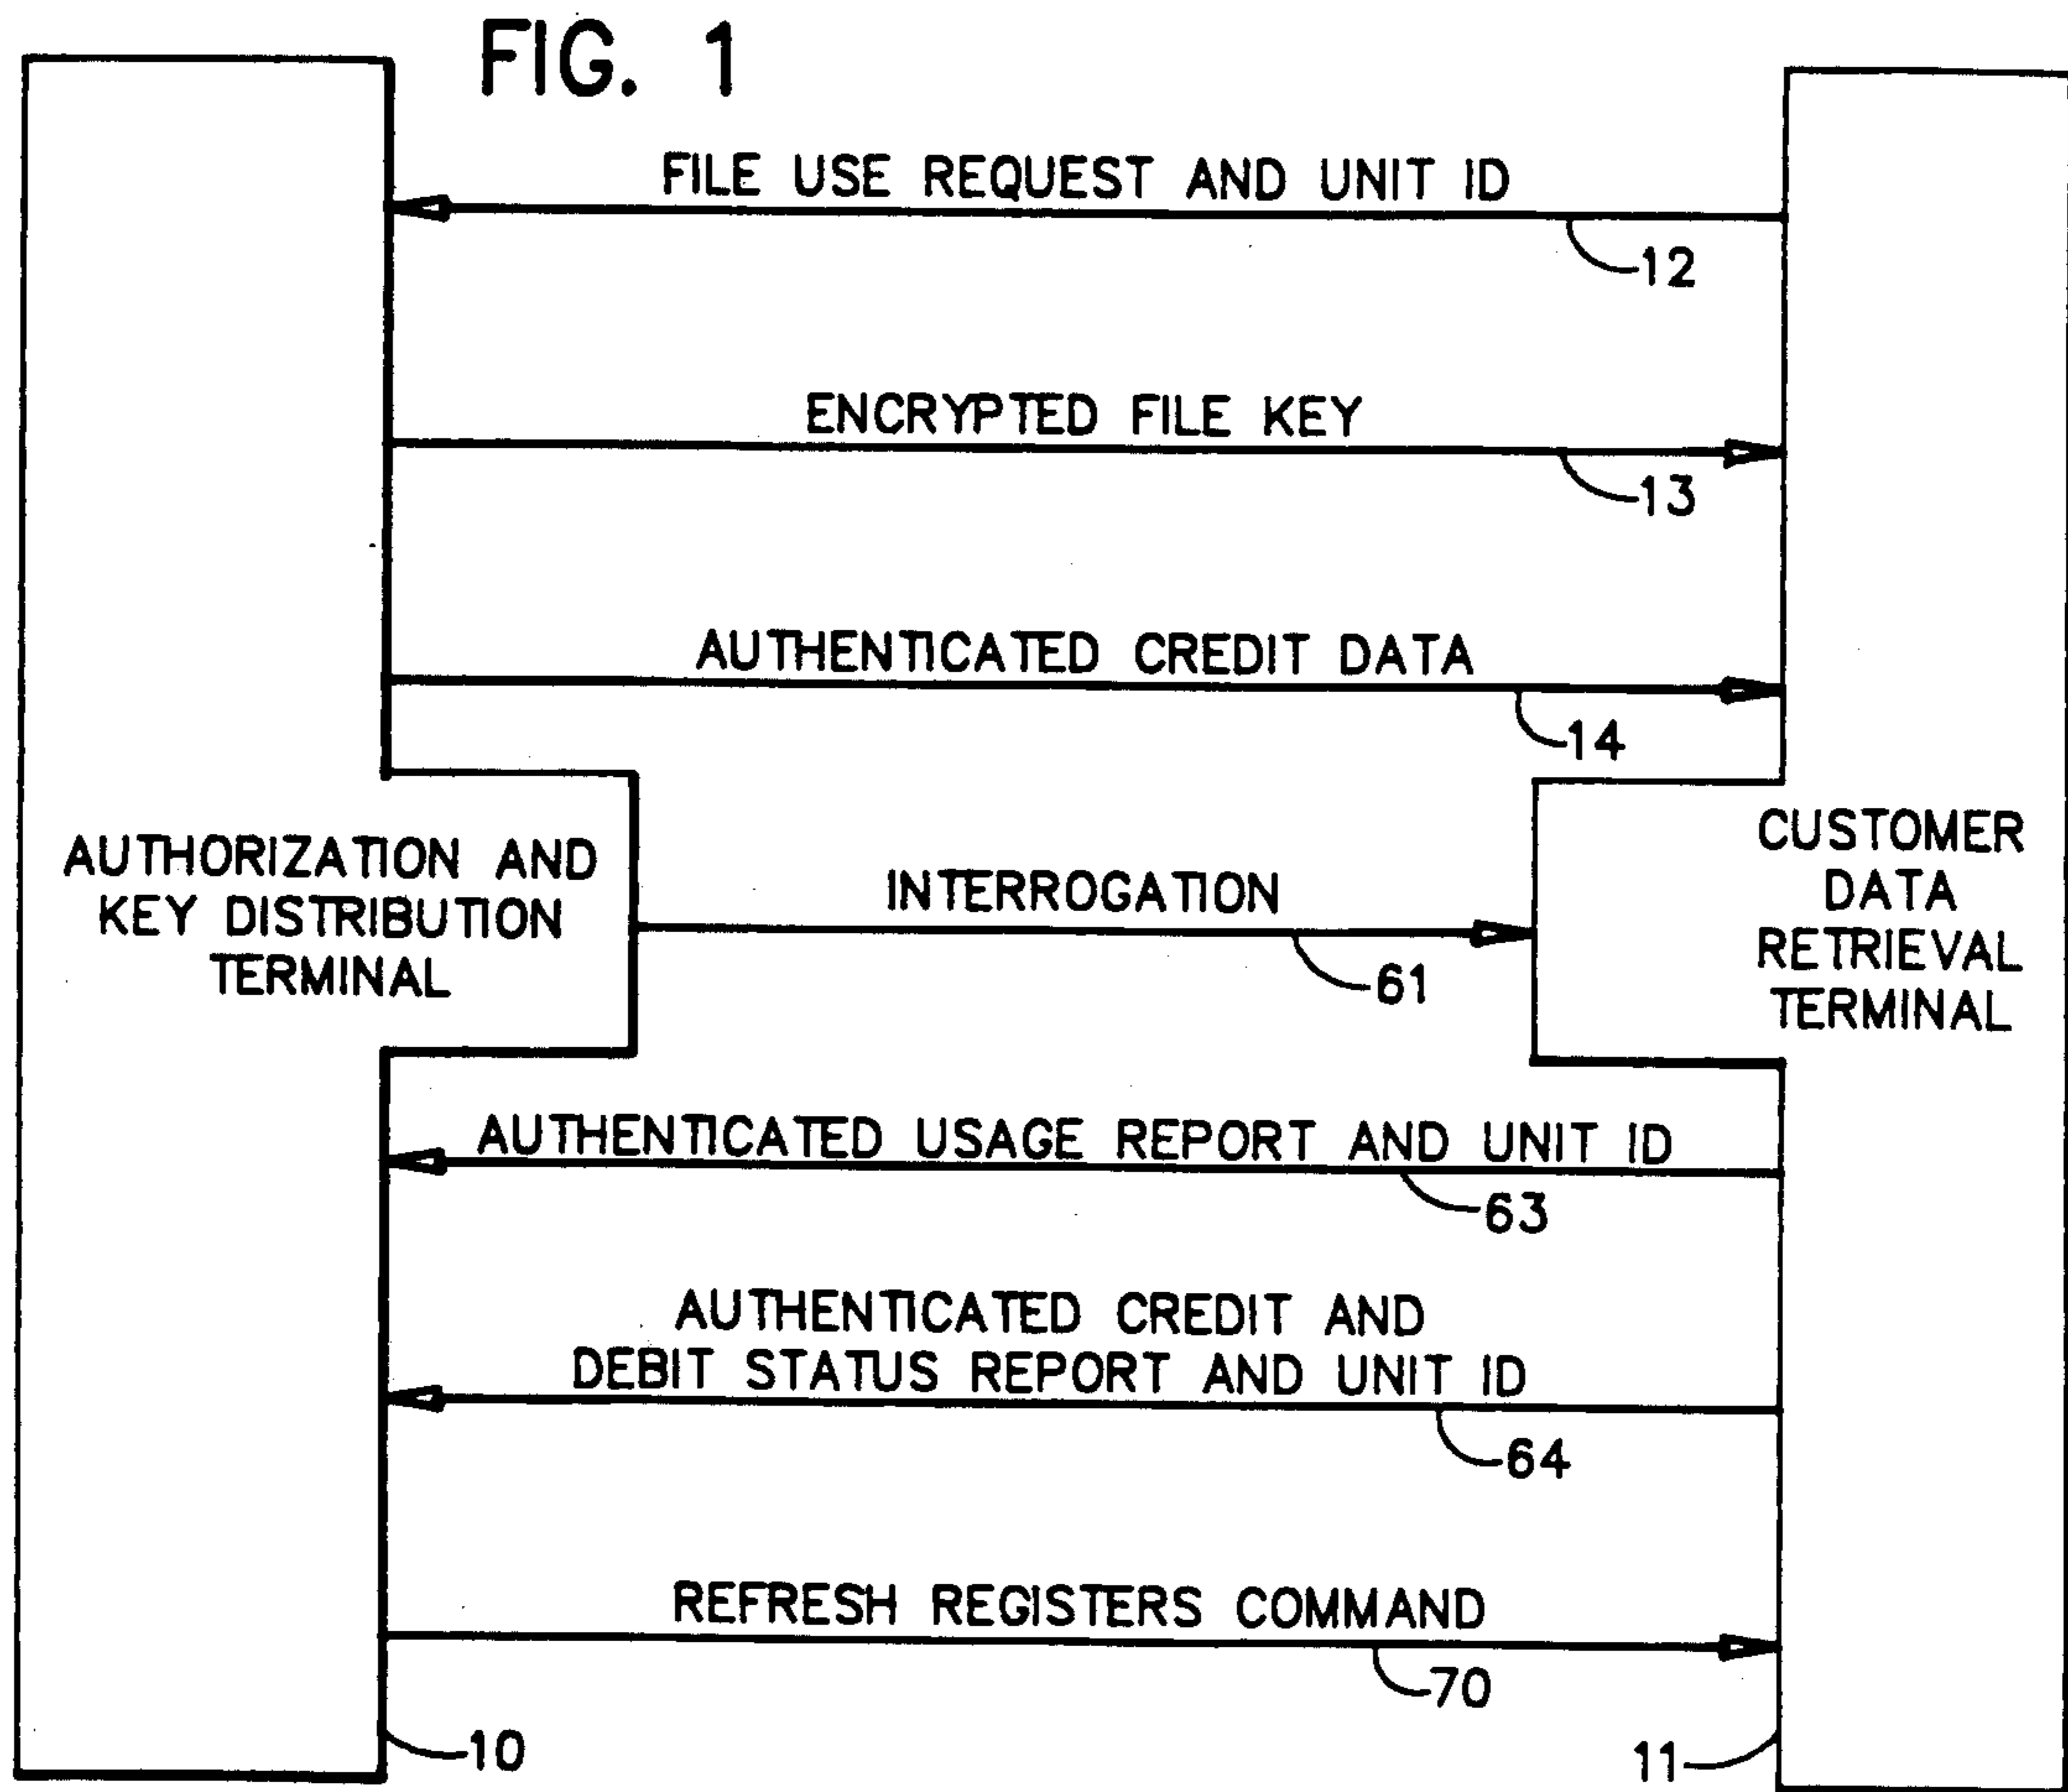 FIG. 1
FILE USE REQUEST AND UNIT ID
12
ENCRYPTED FILE KEY
13
AUTHENTICATED CREDIT DATA
14
AUTHORIZATION AND
KEY DISTRIBUTION
TERMINAL
INTERROGATION
61
CUSTOMER
DATA
RETRIEVAL
TERMINAL
AUTHENTICATED USAGE REPORT AND UNIT ID
63
AUTHENTICATED CREDIT AND
DEBIT STATUS REPORT AND UNIT ID
64
REFRESH REGISTERS COMMAND
70
10
11